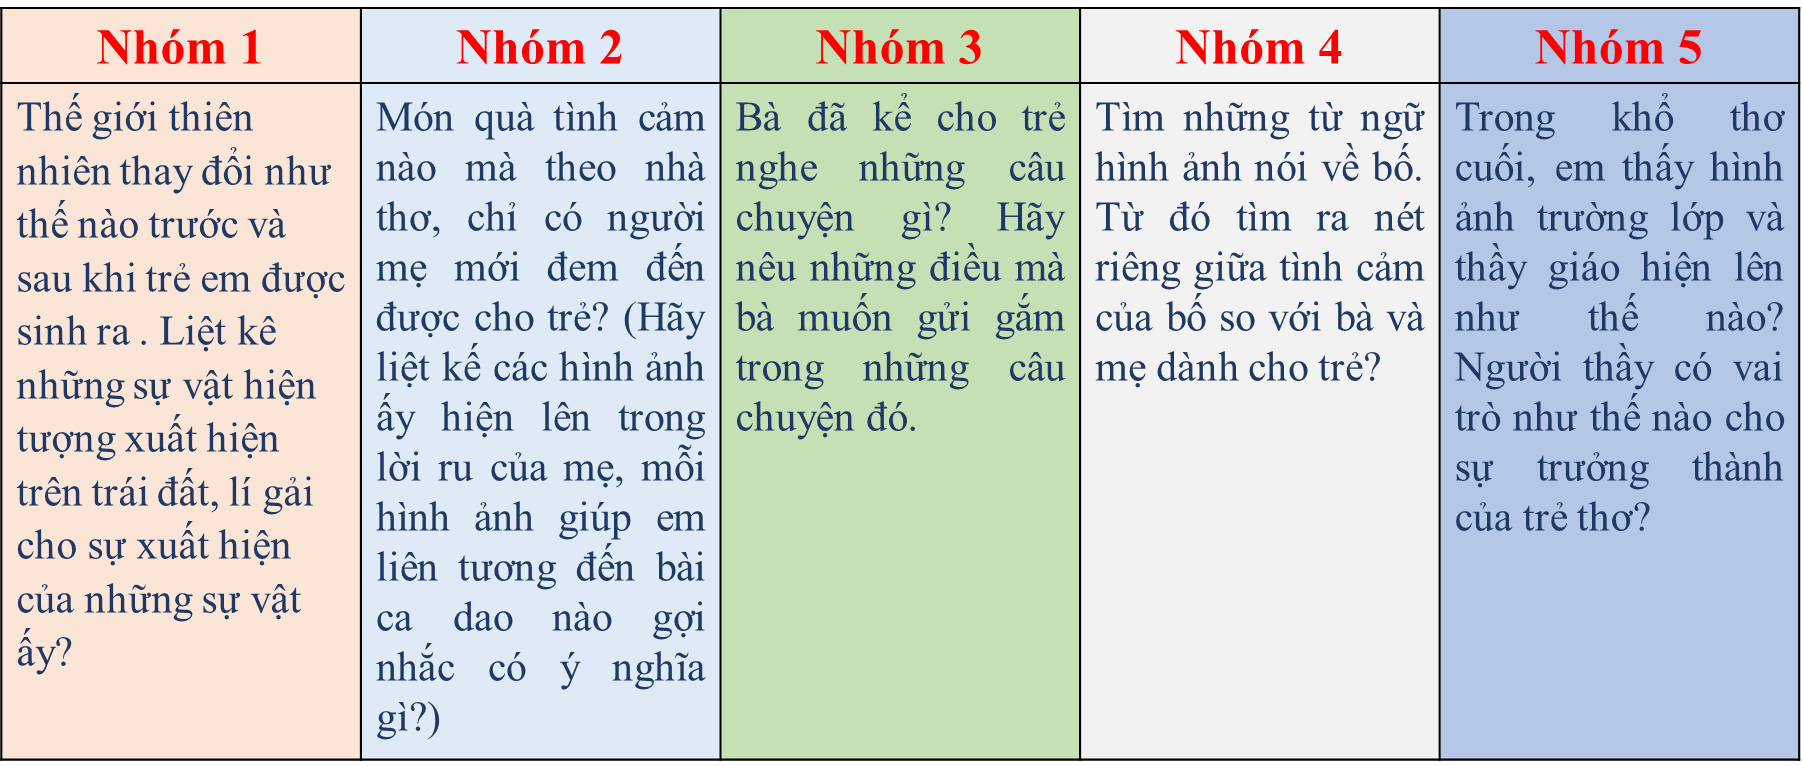 Nhóm 1
Thế giới thiên
nhiên thay đổi như
thế nào trước và
sau khi trẻ em được
sinh ra . Liệt kê
những sự vật hiện
tượng xuất hiện
trên trái đất, lí gải
cho sự xuất hiện
của những sự vật
ấy?
Nhóm 2
Món quà tình cảm
nào mà theo nhà
thơ, chỉ có người
mẹ mới đem đến
được cho trẻ? (Hãy
liệt kế các hình ảnh
ấy hiện lên trong
lời ru của mẹ, mỗi
hình ảnh giúp em
liên tương đến bài
ca dao nào gợi
nhắc có ý nghĩa
gì?)
Nhóm 3
Bà đã kể cho trẻ
nghe những câu
chuyện gì? Hãy
nêu những điều mà
bà muốn gửi gắm
trong những câu
chuyện đó.
Nhóm 4
Tìm những từ ngữ
hình ảnh nói về bố.
Từ đó tìm ra nét
riêng giữa tình cảm
của bố so với bà và
mẹ dành cho trẻ?
Nhóm 5
Trong khổ thơ
cuối, em thấy hình
ảnh trường lớp và
thầy giáo hiện lên
như thế nào?
Người thầy có vai
trò như thế nào cho
sự trưởng thành
của trẻ thơ?